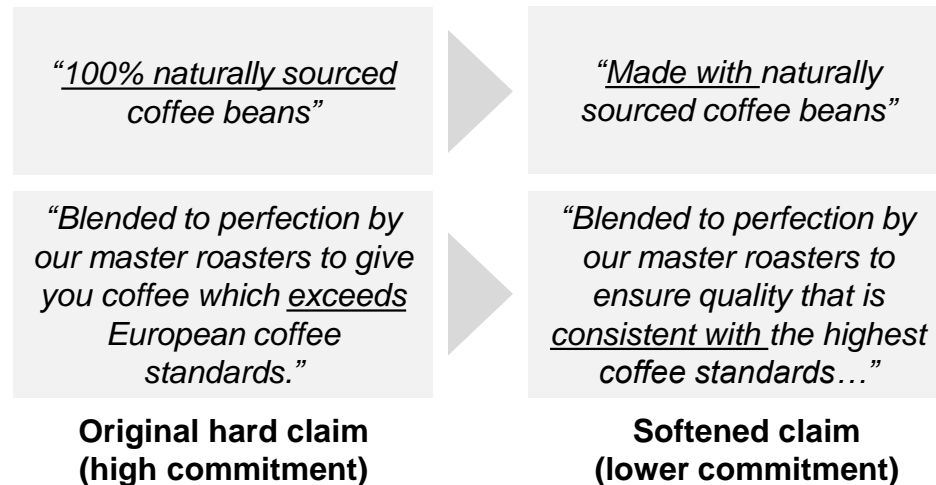 “100% naturally sourced
coffee beans”
“Made with naturally
sourced coffee beans”
“Blended to perfection by
our master roasters to give
you coffee which exceeds
European coffee
standards.”
“Blended to perfection by
our master roasters to
ensure quality that is
consistent with the highest
coffee standards…”
Original hard claim
(high commitment)
Softened claim
(lower commitment)